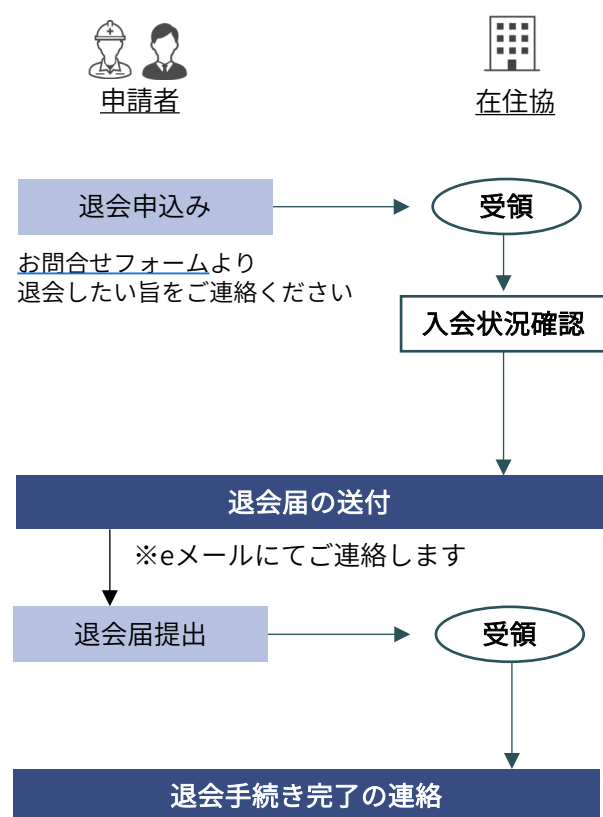 申請者
在住協
退会申込み
受領
お問合せフォームより
退会したい旨をご連絡ください
入会状況確認
退会届の送付
※eメールにてご連絡します
退会届提出
受領
退会手続き完了の連絡